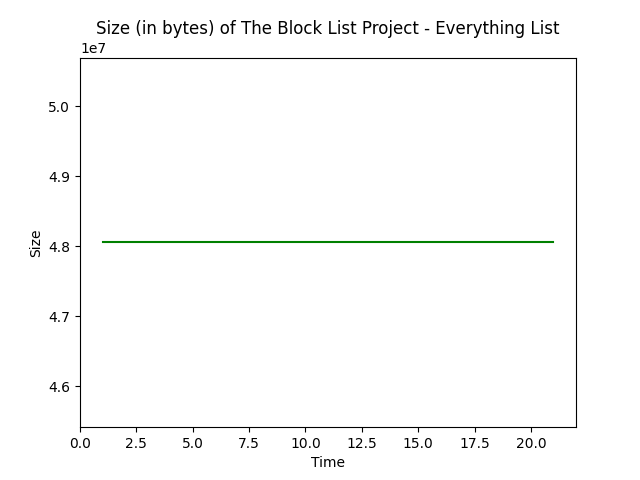 Size (in bytes) of The Block List Project - Everything List
1e7
5.0
4.9
4.8
4.7
4.6
Size
0.0 2.5 5.0 7.5 10.0 12.5 15.0 17.5 20.0
Time